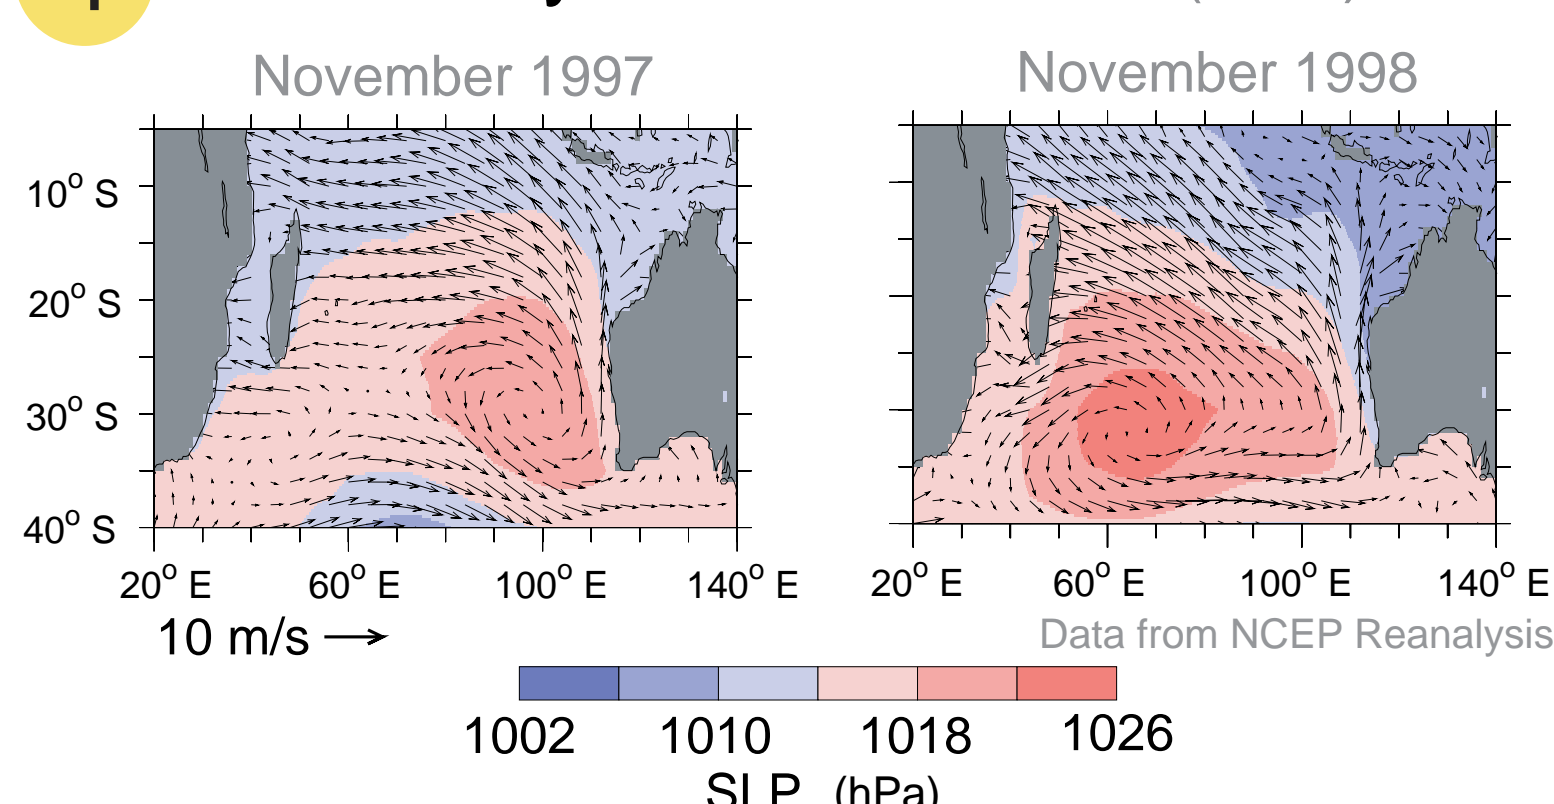 November 1997 November 1998
10° S
20° S
30° S
40° S
20° E 60° E 100° E 140° E 20° E 60° E 100° E 140° E
10 m/s
Data from NCEP Reanalysis
1002 1010 1018 1026
SLP (hPa)